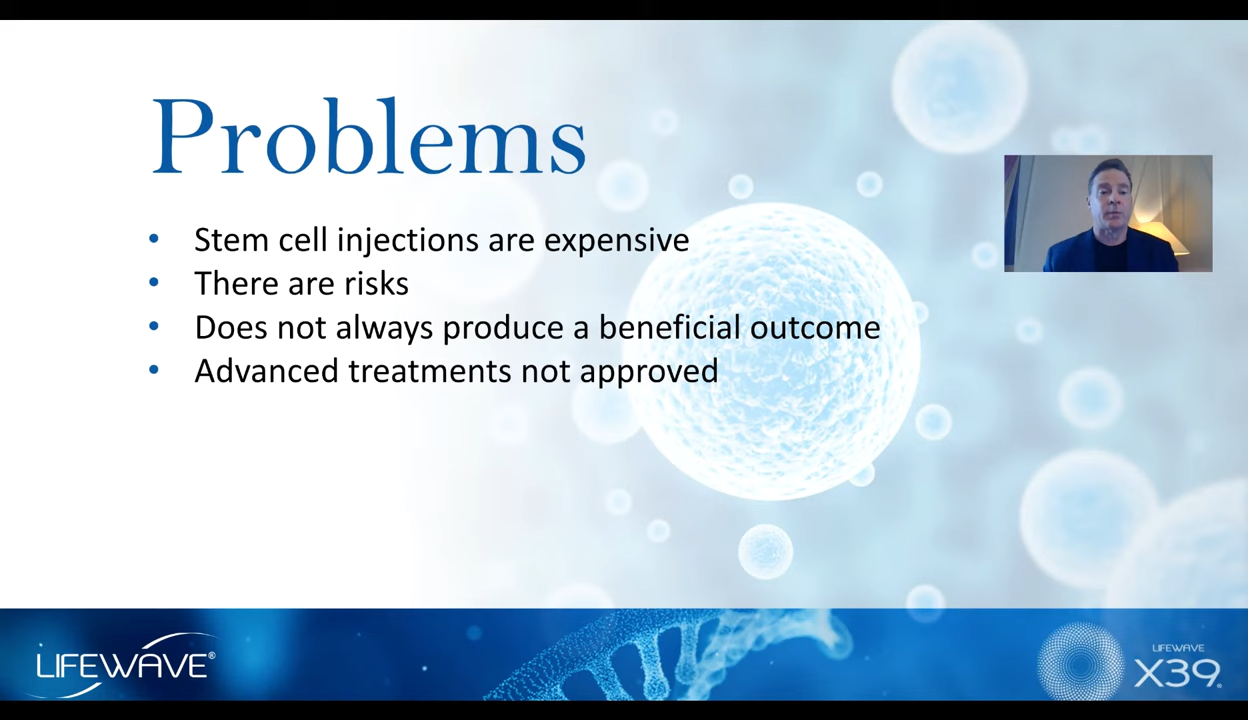 Problems
• Stem cell injections are expensive
• There are risks
• Does not always produce a beneficial outcome
• Advanced treatments not approved
LIFEWAVE®
LIFEWAVE
X39®